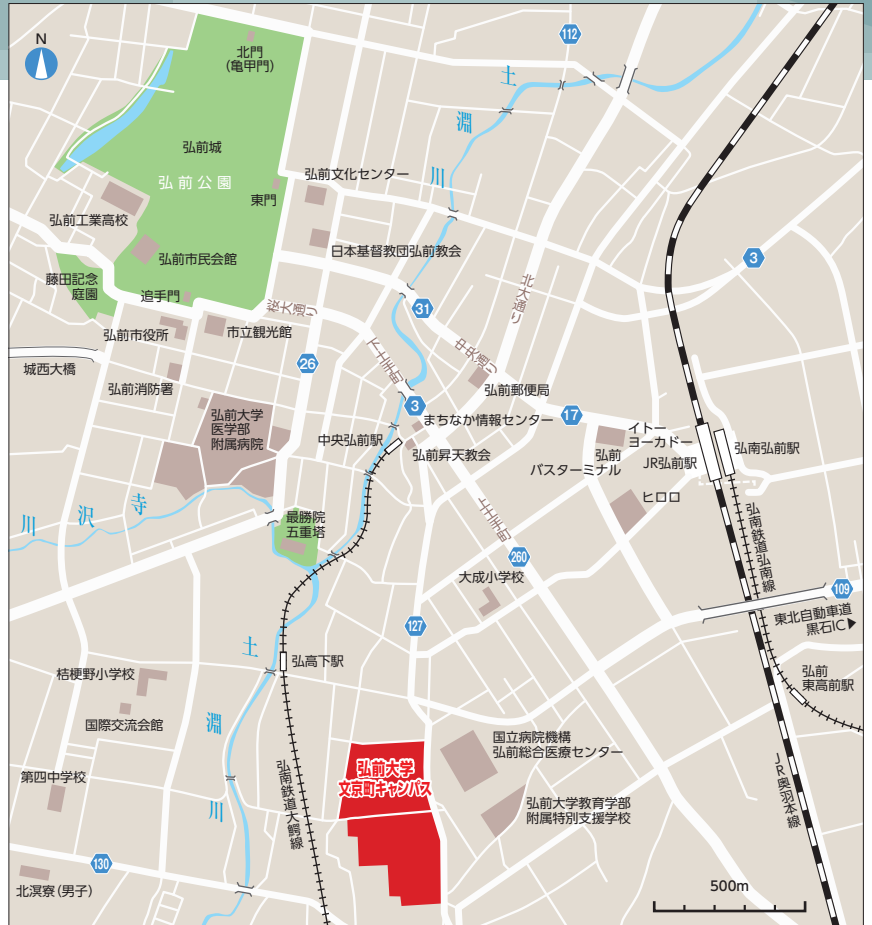 N
北門
(亀甲門)
112
土
淵
川
弘前城
弘前公園
弘前文化センター
東門
弘前工業高校
弘前市民会館
日本基督教団弘前教会
3
藤田記念
庭園
追手門
桜大通り
北大通り
31
弘前市役所
市立観光館
下土手町
中央通り
城西大橋
26
弘前消防署
弘前郵便局
3
まちなか情報センター
17
イトー
ヨーカドー
弘前大学
医学部
附属病院
中央弘前駅
弘前昇天教会
弘前
バスターミナル
JR弘前駅
弘南弘前駅
ヒロロ
寺
沢
川
最勝院
五重塔
上土手町
弘南鉄道弘南線
260
大成小学校
109
東北自動車道
黒石IC▶
127
土
淵
川
弘高下駅
弘前
東高前駅
桔梗野小学校
国際交流会館
国立病院機構
弘前総合医療センター
第四中学校
弘前大学
文京町キャンパス
弘南鉄道大鰐線
弘前大学教育学部
附属特別支援学校
JR奥羽本線
130
北溟寮(男子)
500m